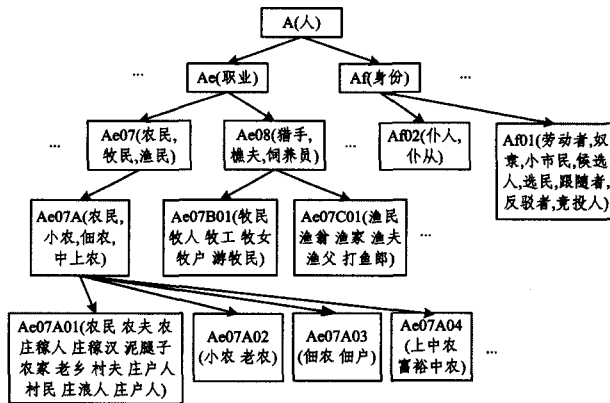 A(人)
...
Ae(职业)
Af(身份)
...
...
Ae07(农民,
牧民,渔民)
Ae08(猎手,
樵夫,饲养员)
...
Af02(仆人,
仆从)
Af01(劳动者,奴
隶,小市民,候选
人,选民,跟随者,
反驳者,竞投人)
Ae07A(农民,
小农,佃农,
中上农)
Ae07B01(牧民
牧人 牧工 牧女
牧户 游牧民)
Ae07C01(渔民
渔翁 渔家 渔夫
渔父 打鱼郎)
...
Ae07A01(农民 农夫 农
庄稼人 庄稼汉 泥腿子
农家 老乡 村夫 庄户人
村民 庄浪人 庄户人)
Ae07A02
(小农 老农)
Ae07A03
(佃农 佃户)
Ae07A04
(上中农
富裕中农)
...